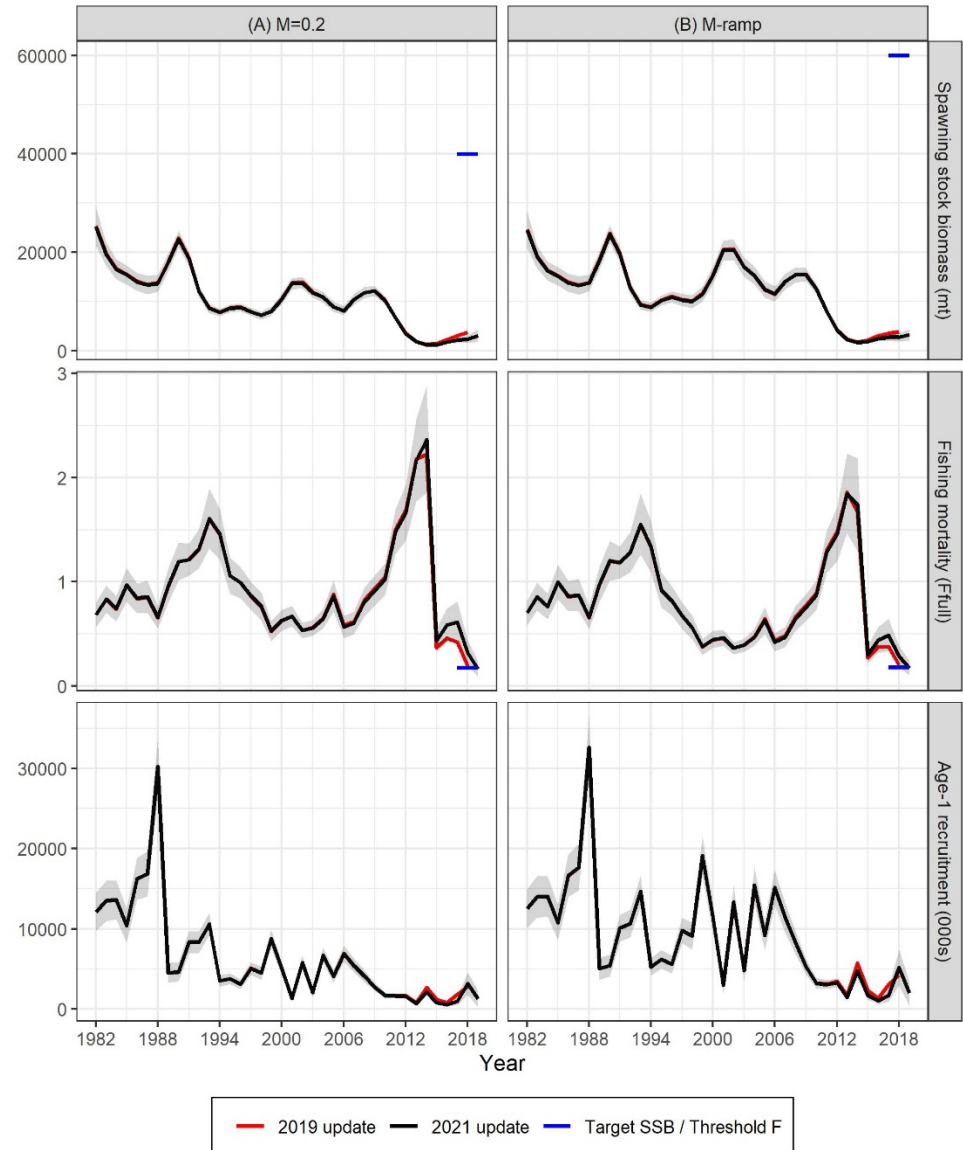 (A) M=0.2
(B) M-ramp
60000
40000
20000
0
Spawning stock biomass (mt)
3
2
1
0
Fishing mortality (Ffull)
30000
20000
10000
0
Age-1 recruitment (000s)
1982 1988 1994 2000 2006 2012 2018
1982 1988 1994 2000 2006 2012 2018
Year
2019 update 2021 update Target SSB / Threshold F